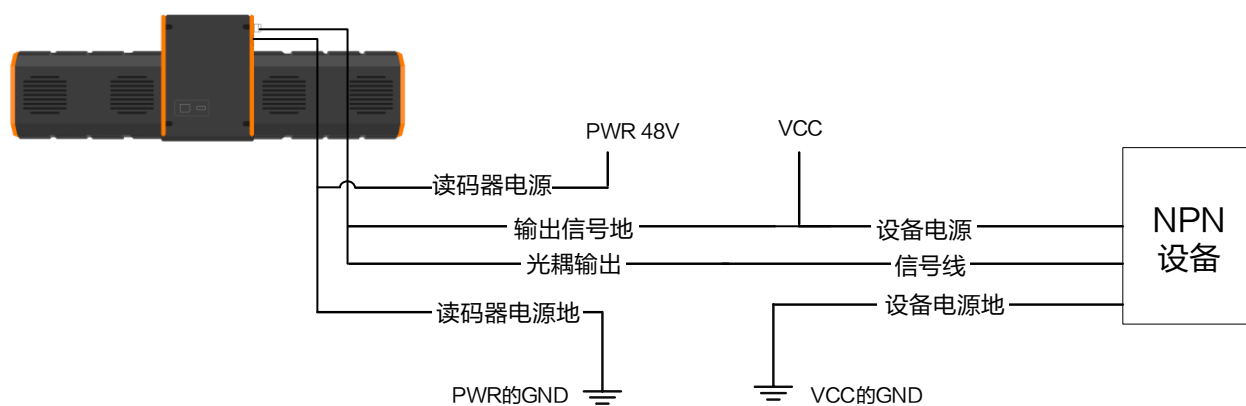 PWR 48V
VCC
读码器电源
输出信号地
设备电源
NPN
设备
光耦输出
信号线
读码器电源地
设备电源地
PWR的GND
VCC的GND